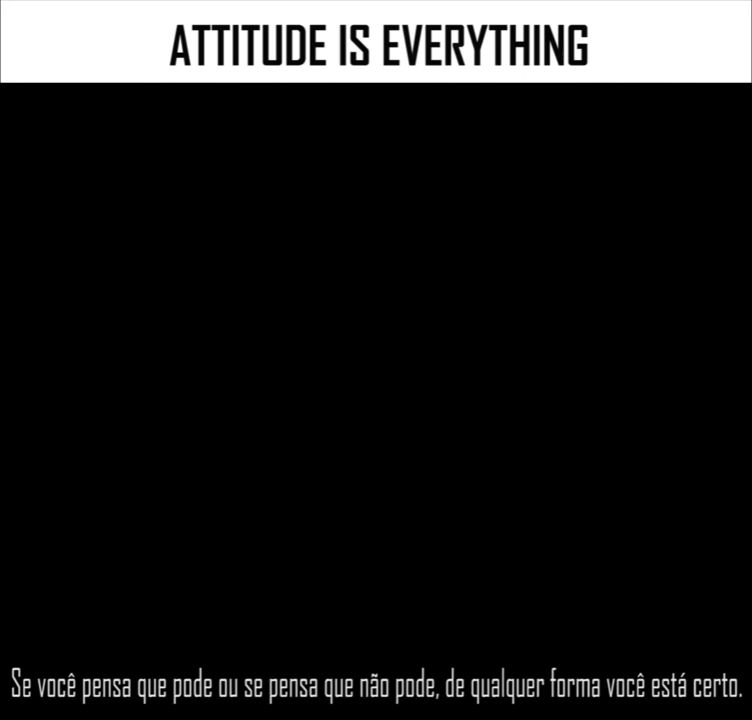 ATTITUDE IS EVERYTHING
Se você pensa que pode ou se pensa que não pode, de qualquer forma você está certo.